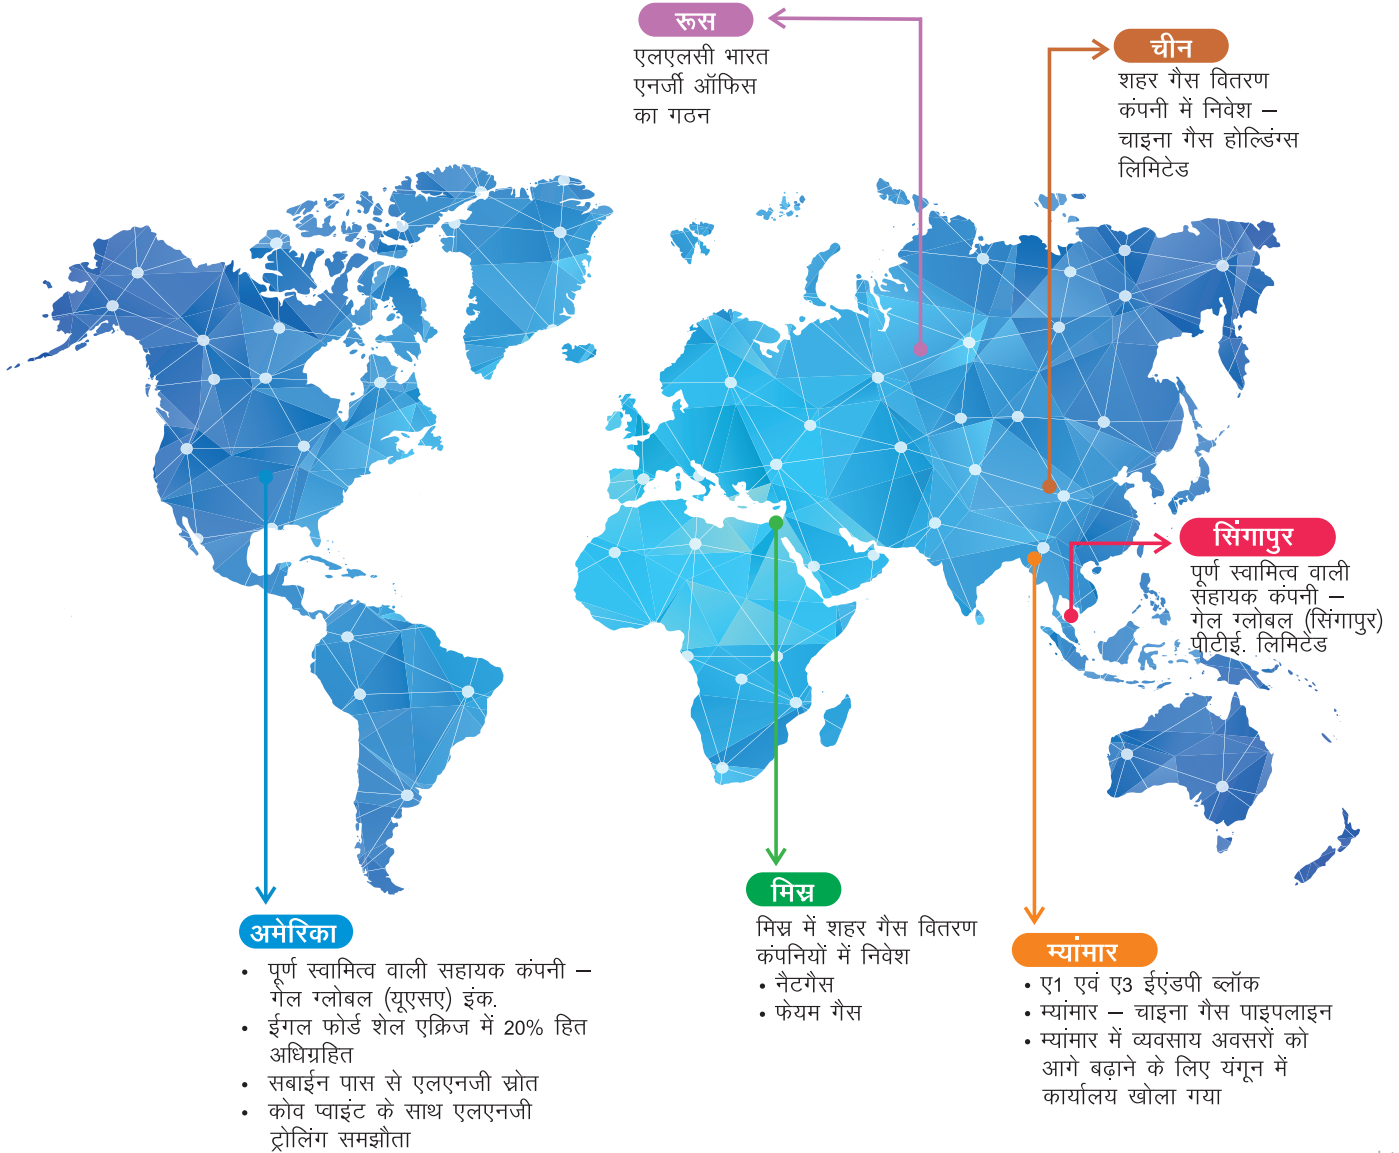 रूस
एलएलसी भारत
एनर्जी ऑफिस
का गठन
चीन
शहर गैस वितरण
कंपनी में निवेश –
चाइना गैस होल्डिंग्स
लिमिटेड
सिंगापुर
पूर्ण स्वामित्व वाली
सहायक कंपनी –
गेल ग्लोबल (सिंगापुर)
पीटीई. लिमिटेड
अमेरिका
• पूर्ण स्वामित्व वाली सहायक कंपनी –
गेल ग्लोबल (यूएसए) इंक.
• ईगल फोर्ड शेल एक्रिज में 20% हित
अधिग्रहित
• सबाईन पास से एलएनजी स्रोत
• कोव प्वाइंट के साथ एलएनजी
ट्रोलिंग समझौता
मिस्र
मिस्र में शहर गैस वितरण
कंपनियों में निवेश
• नैटगैस
• फेयम गैस
म्यांमार
• ए1 एवं ए3 ईएंडपी ब्लॉक
• म्यांमार – चाइना गैस पाइपलाइन
• म्यांमार में व्यवसाय अवसरों को
आगे बढ़ाने के लिए यंगून में
कार्यालय खोला गया